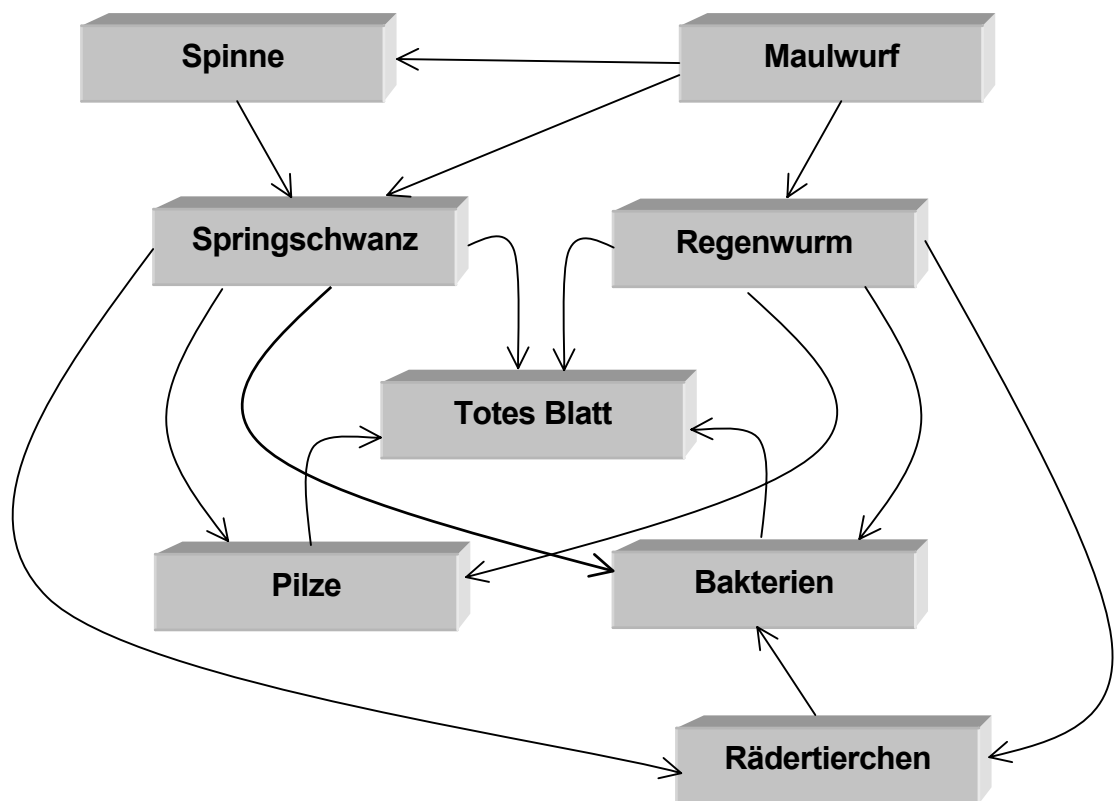 Spinne
Maulwurf
Springschwanz
Regenwurm
Totes Blatt
Pilze
Bakterien
Rädertierchen